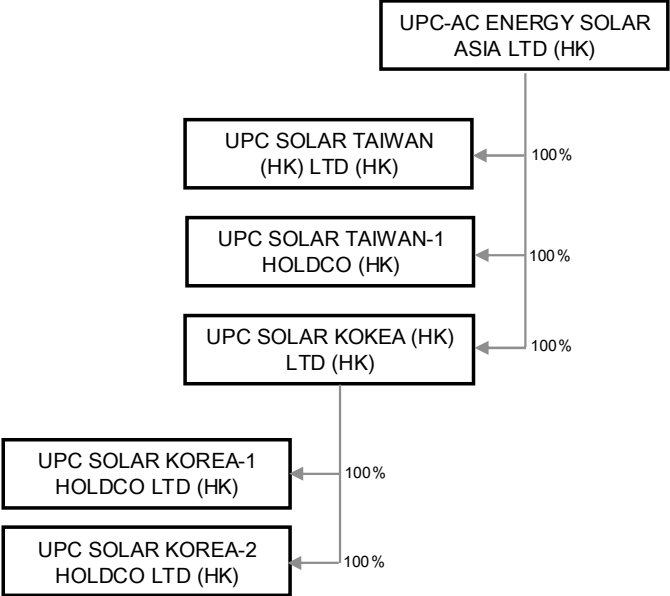 UPC-AC ENERGY SOLAR
ASIA LTD (HK)
UPC SOLAR TAIWAN
(HK) LTD (HK)
100%
UPC SOLAR TAIWAN-1
HOLDCO (HK)
100%
UPC SOLAR KOKEA (HK)
LTD (HK)
100%
UPC SOLAR KOREA-1
HOLDCO LTD (HK)
100%
UPC SOLAR KOREA-2
HOLDCO LTD (HK)
100%